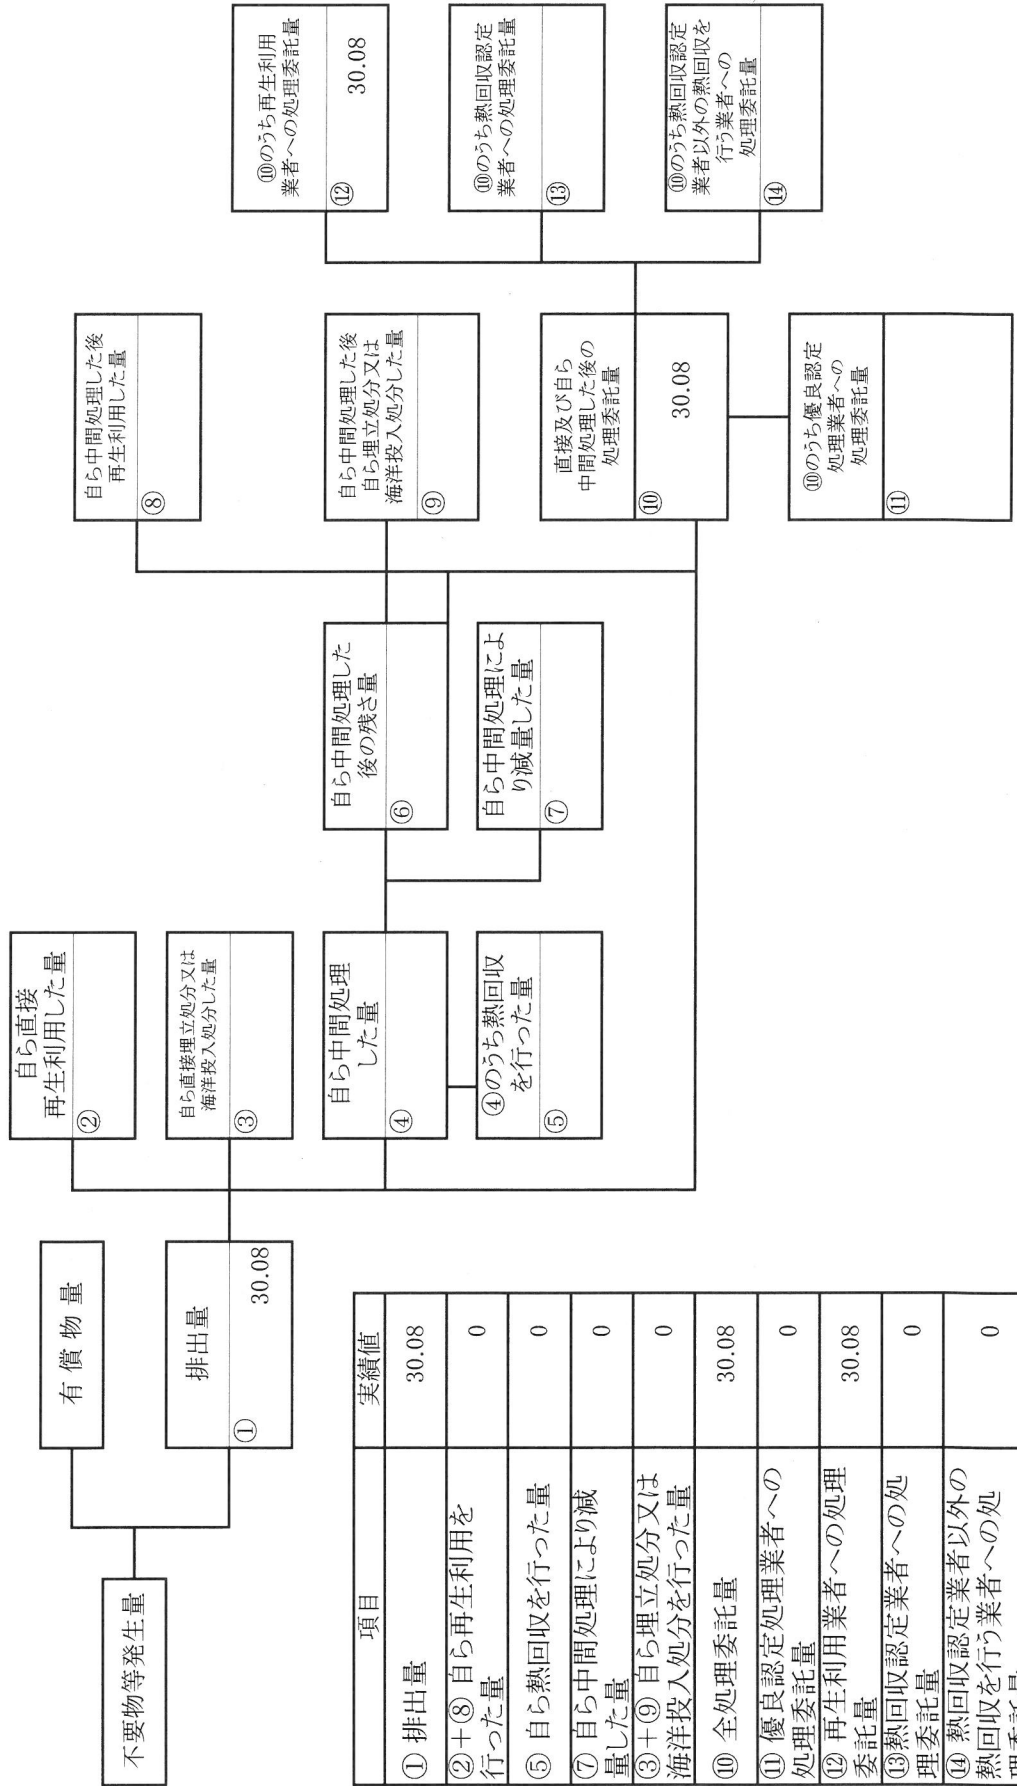 不要物等発生量
有償物量
排出量
①
30.08
自ら直接
再生利用した量
②
自ら直接埋立処分又は
海洋投入処分した量
③
自ら中間処理
した量
④
④のうち熱回収
を行った量
⑤
自ら中間処理した
後の残さ量
⑥
自ら中間処理によ
り減量した量
⑦
自ら中間処理した後
再生利用した量
⑧
自ら中間処理した後
自ら埋立処分又は
海洋投入処分した量
⑨
直接及び自ら
中間処理した後の
処理委託量
⑩
30.08
⑩のうち優良認定
処理業者への
処理委託量
⑪
⑩のうち再生利用
業者への処理委託量
⑫
30.08
⑩のうち熱回収認定
業者への処理委託量
⑬
⑩のうち熱回収認定
業者以外の熱回収を
行う業者への
処理委託量
⑭
項目 実績値
① 排出量 30.08
②+⑧ 自ら再生利用を
行った量 0
⑤ 自ら熱回収を行った量 0
⑦ 自ら中間処理により減
量した量 0
③+⑨ 自ら埋立処分又は
海洋投入処分を行った量 0
⑩ 全処理委託量 30.08
⑪ 優良認定処理業者への
処理委託量 0
⑫ 再生利用業者への処理
委託量 30.08
⑬熱回収認定業者への処
理委託量 0
⑭ 熱回収認定業者以外の
熱回収を行う業者への処 0
理委託量